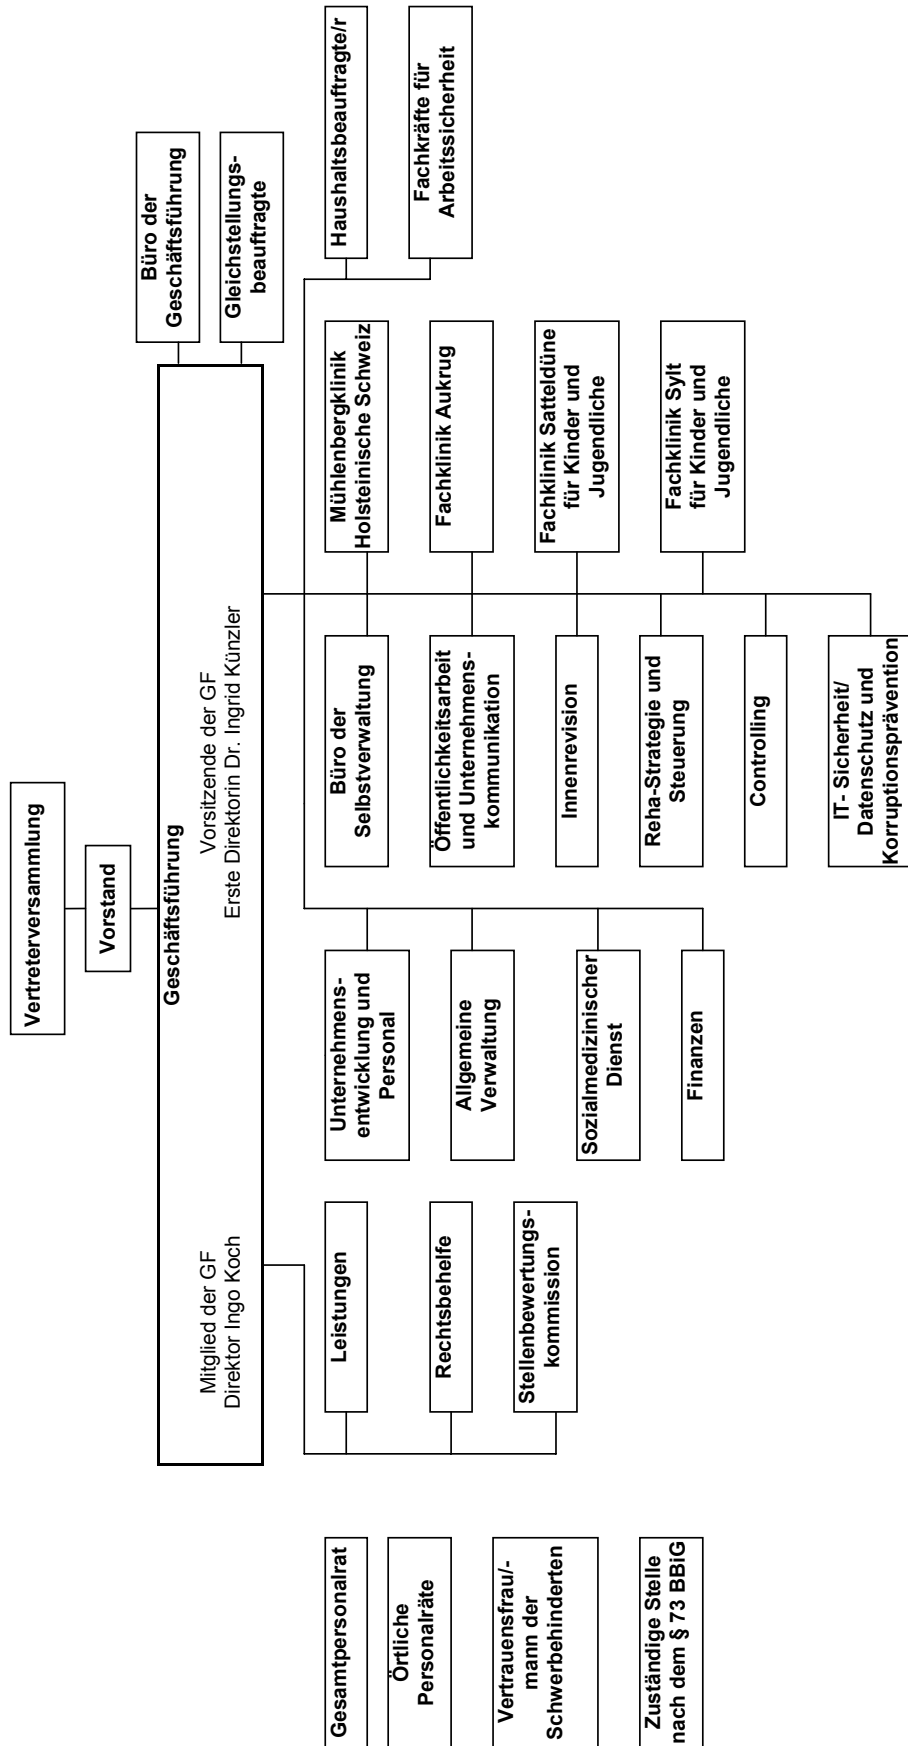 Vertreterversammlung
Vorstand
Geschäftsführung
Mitglied der GF
Direktor Ingo Koch
Vorsitzende der GF
Erste Direktorin Dr. Ingrid Künzler
Büro der
Geschäftsführung
Gleichstellungs-
beauftragte
Gesamtpersonalrat
Örtliche
Personalräte
Vertrauensfrau/-
mann der
Schwerbehinderten
Zuständige Stelle
nach dem § 73 BBiG
Leistungen
Rechtsbehelfe
Stellenbewertungs-
kommission
Unternehmens-
entwicklung und
Personal
Allgemeine
Verwaltung
Sozialmedizinischer
Dienst
Finanzen
Büro der
Selbstverwaltung
Öffentlichkeitsarbeit
und Unternehmens-
kommunikation
Innenrevision
Reha-Strategie und
Steuerung
Controlling
IT- Sicherheit/
Datenschutz und
Korruptionsprävention
Mühlenbergklinik
Holsteinische Schweiz
Fachklinik Aukrug
Fachklinik Satteldüne
für Kinder und
Jugendliche
Fachklinik Sylt
für Kinder und
Jugendliche
Haushaltsbeauftragte/r
Fachkräfte für
Arbeitssicherheit